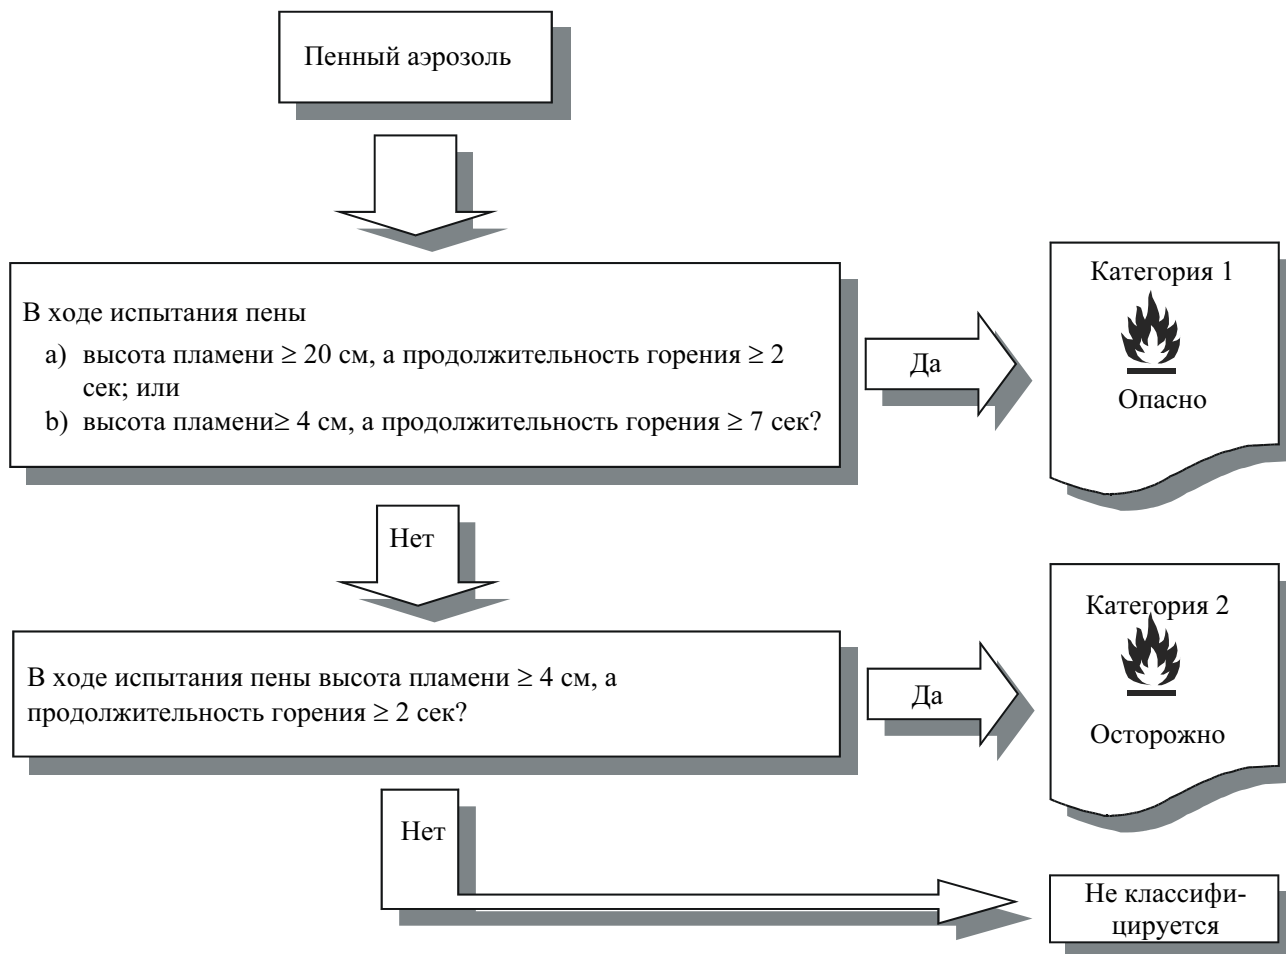 Пенный аэрозоль
В ходе испытания пены
a) высота пламени ≥ 20 см, а продолжительность горения ≥ 2
сек; или
b) высота пламени≥ 4 см, а продолжительность горения ≥ 7 сек?
Да
Категория 1
Опасно
Нет
В ходе испытания пены высота пламени ≥ 4 см, а
продолжительность горения ≥ 2 сек?
Да
Категория 2
Осторожно
Нет
Не классифи-
цируется